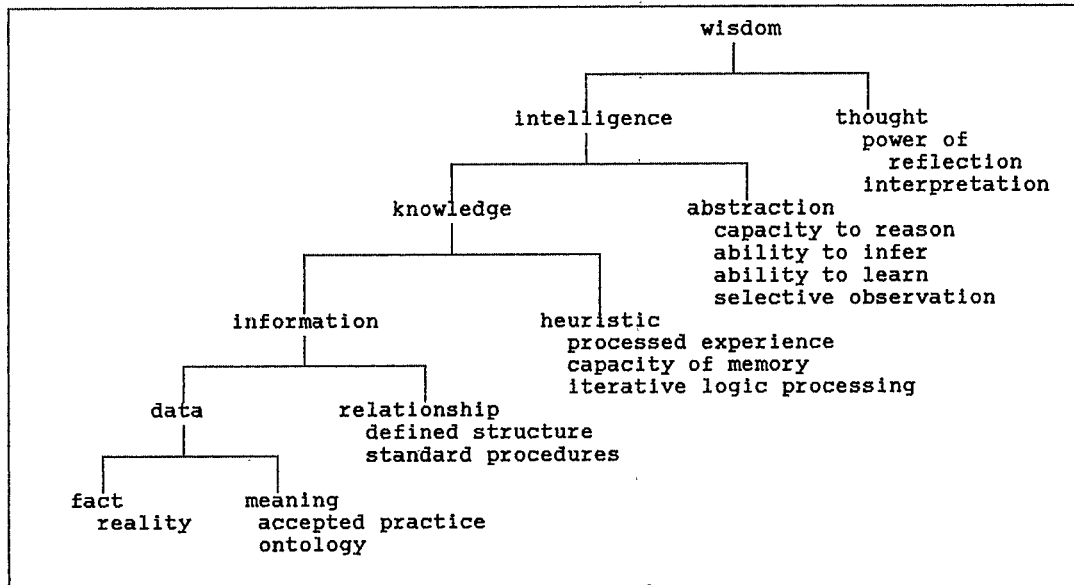 wisdom
intelligence
thought
power of
reflection
interpretation
knowledge
abstraction
capacity to reason
ability to infer
ability to learn
selective observation
information
heuristic
processed experience
capacity of memory
iterative logic processing
data
relationship
defined structure
standard procedures
fact
reality
meaning
accepted practice
ontology